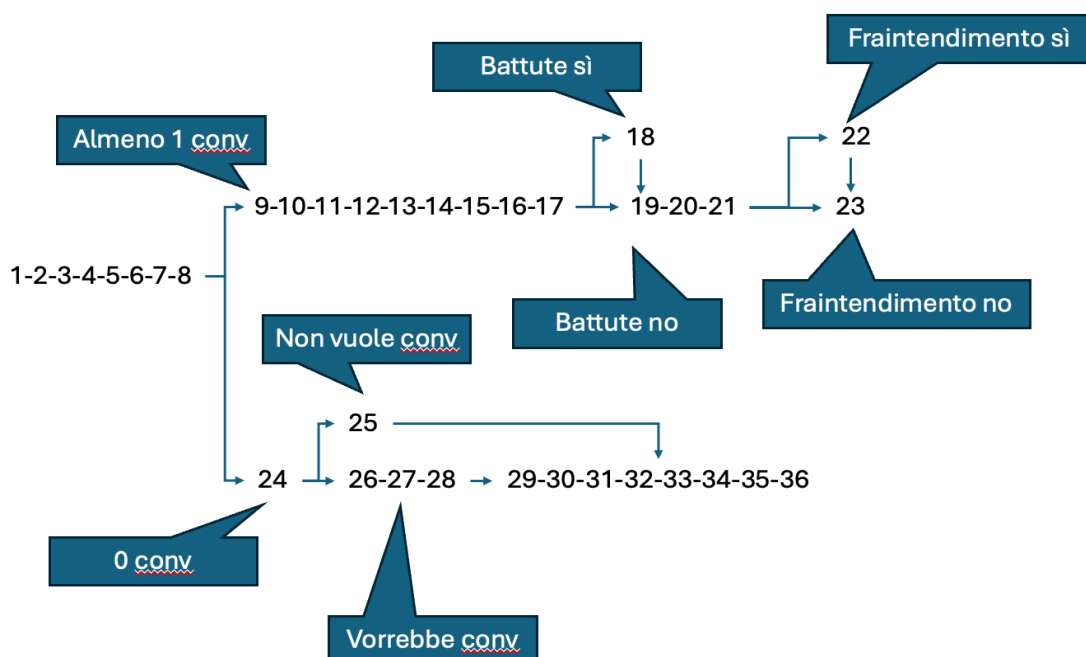 Fraintendimento sì
Battute sì
Almeno 1 conv
18
22
9-10-11-12-13-14-15-16-17
19-20-21
23
1-2-3-4-5-6-7-8
Fraintendimento no
Battute no
Non vuole conv
25
24
26-27-28
29-30-31-32-33-34-35-36
0 conv
Vorrebbe conv